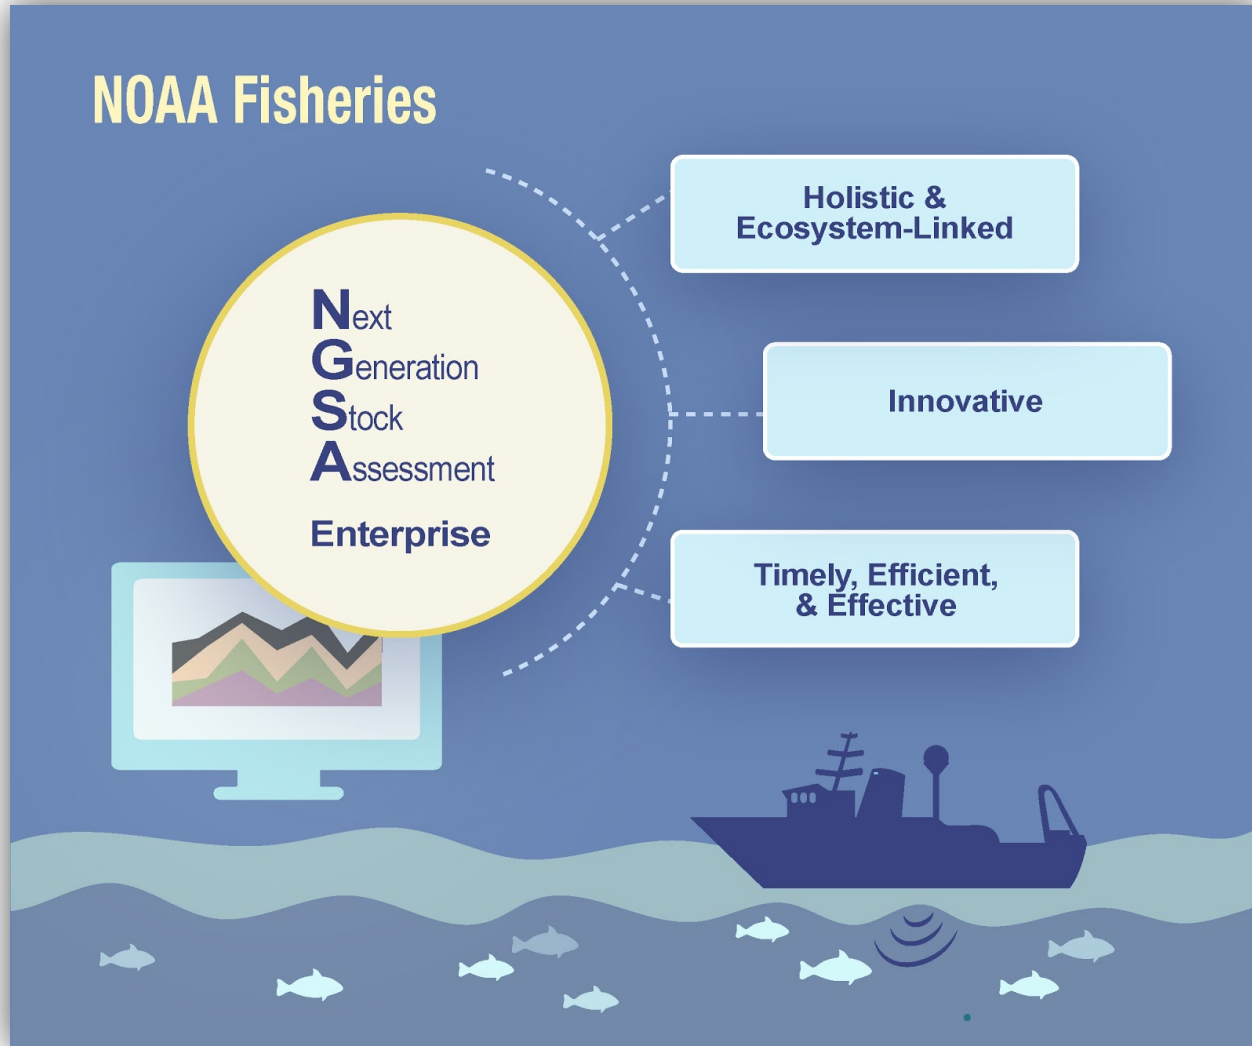 NOAA Fisheries
Next
Generation
Stock
Assessment
Enterprise
Holistic &
Ecosystem-Linked
Innovative
Timely, Efficient,
& Effective